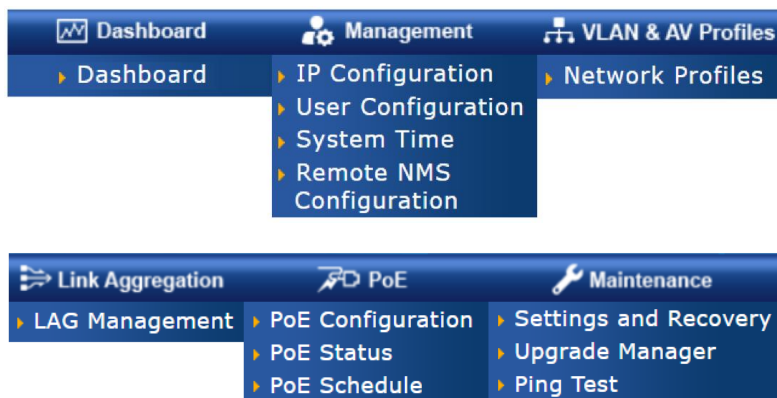 Dashboard
Management
VLAN & AV Profiles
Dashboard
IP Configuration
User Configuration
System Time
Remote NMS
Configuration
Network Profiles
Link Aggregation
PoE
Maintenance
LAG Management
PoE Configuration
PoE Status
PoE Schedule
Settings and Recovery
Upgrade Manager
Ping Test